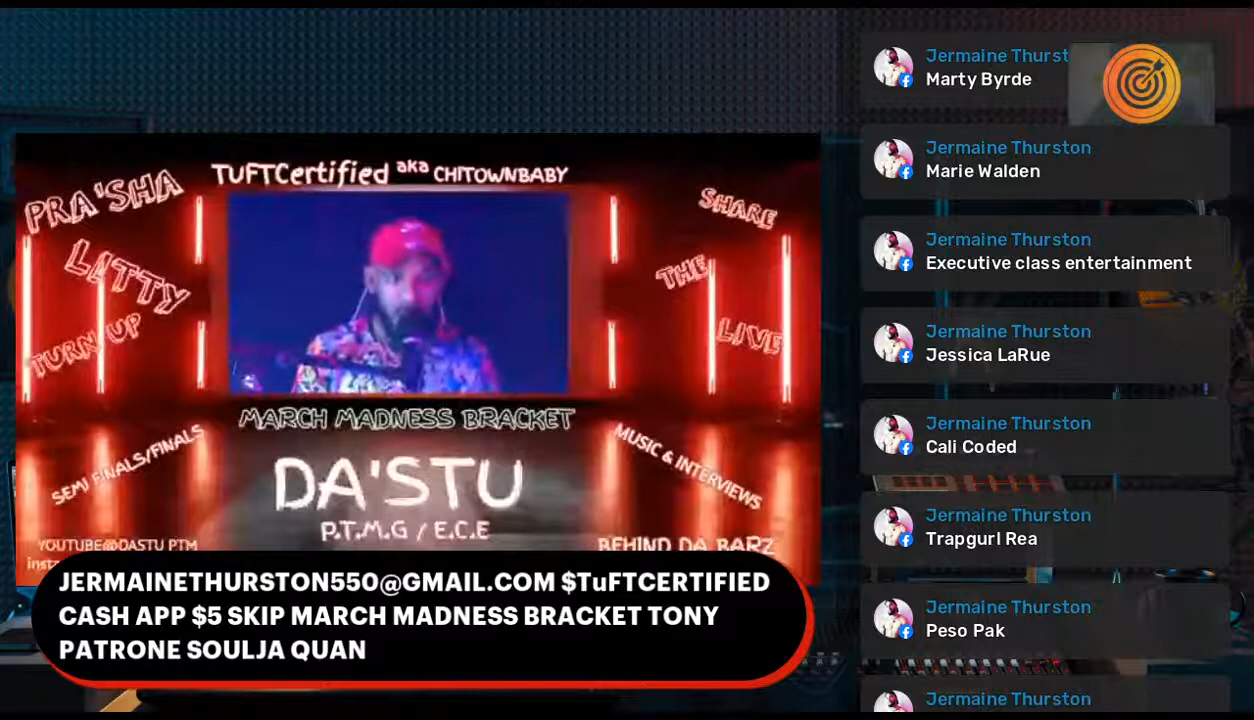 TUFTCertified aka CHITOWNBABY
PRA'SHA
LITTY
TURN UP
SHARE
THE
LIVE
MARCH MADNESS BRACKET
SEMI FINALS/FINALS
MUSIC & INTERVIEWS
DA'STU
P.T.M.G / E.C.E
YOUTUBE@DASTU PTM
BEHIND DA BARZ
JERMAINETHURSTON550@GMAIL.COM $TuFTCERTIFIED
CASH APP $5 SKIP MARCH MADNESS BRACKET TONY
PATRONE SOULJA QUAN
Jermaine Thurst
Marty Byrde
Jermaine Thurston
Marie Walden
Jermaine Thurston
Executive class entertainment
Jermaine Thurston
Jessica LaRue
Jermaine Thurston
Cali Coded
Jermaine Thurston
Trapgurl Rea
Jermaine Thurston
Peso Pak
Jermaine Thurston